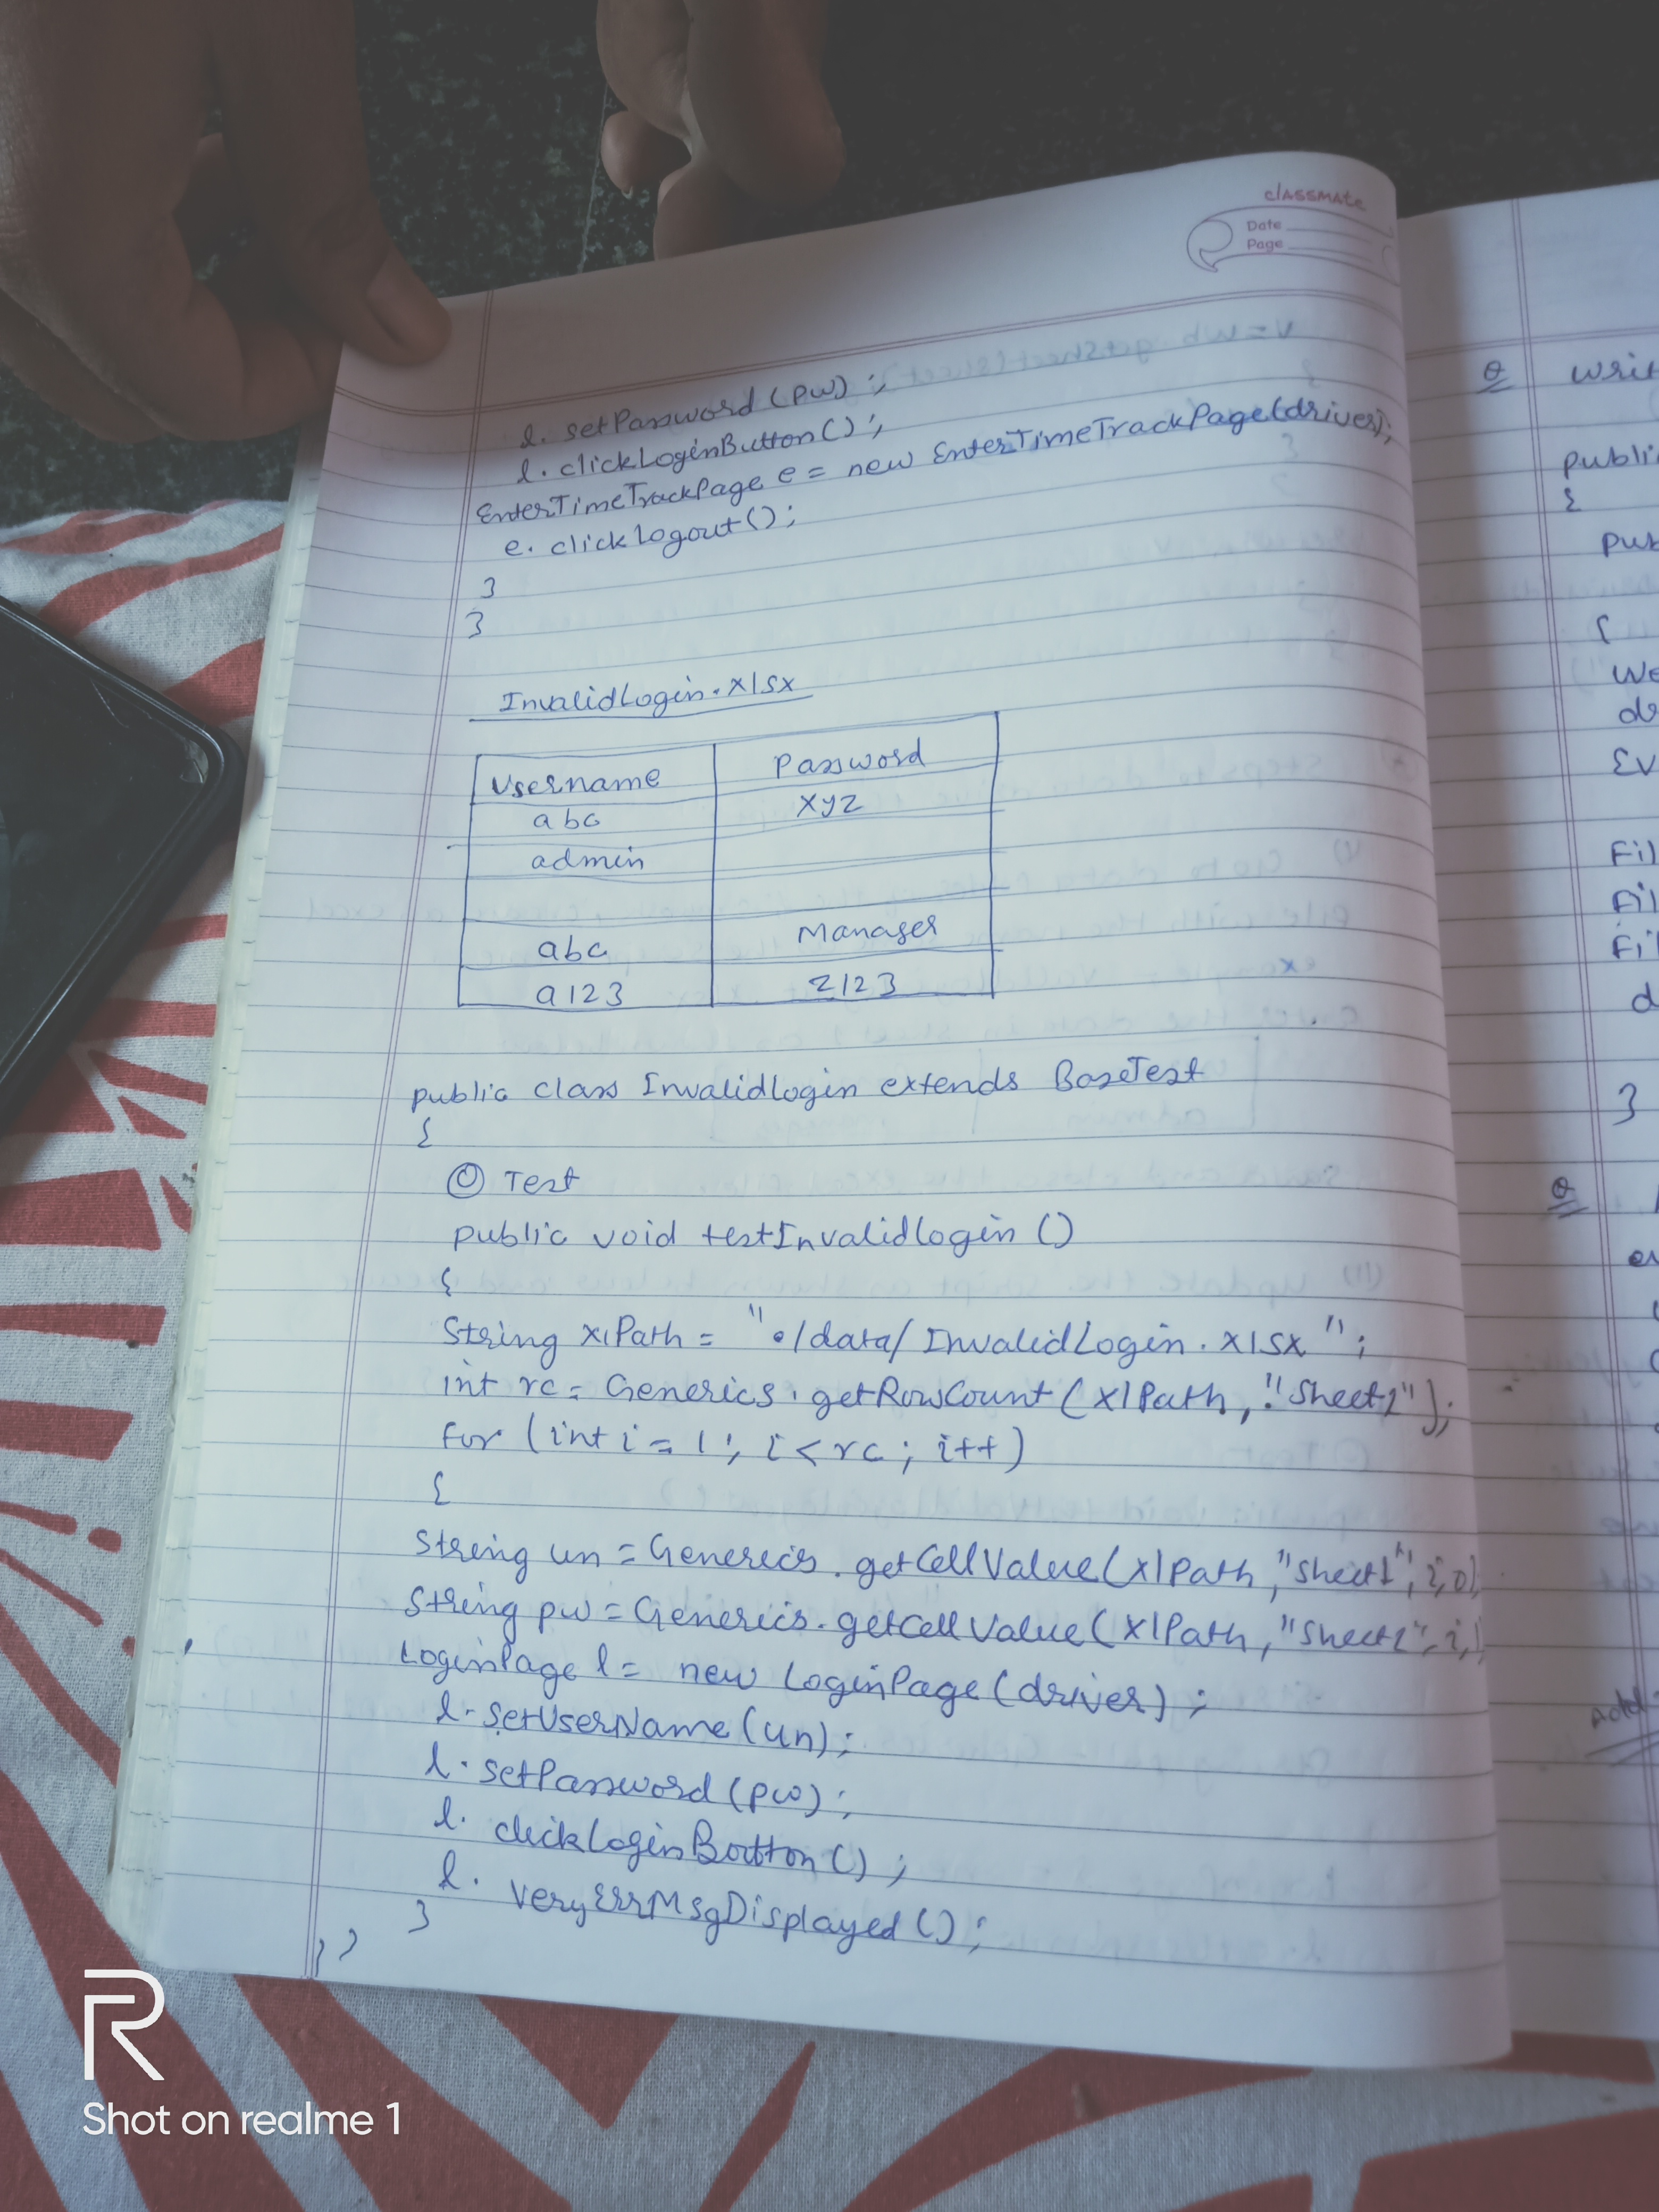 classmate
Date
Page
l. setPassword (pw) ;
l. clickLoginButton () ;
EnterTimeTrackPage e = new EnterTimeTrackPage(driver);
e. clickLogout () ;
}
}
InvalidLogin.xlsx
Username Password
abc xyz
admin
Manager
abc
a123 z123
public class InvalidLogin extends BaseTest
{
@ Test
public void testInvalidLogin ()
{
String xlPath = "./data/InvalidLogin.xlsx";
int rc = Generics.getRowCount (xlPath, "Sheet1");
for (int i = 1; i < rc; i++)
{
String un = Generics.getCellValue(xlPath, "Sheet1", i, 0)
String pw = Generics.getCellValue(xlPath, "Sheet1", i,
LoginPage l = new LoginPage (driver) ;
l. setUserName (un);
l. setPassword (pw) ;
l. clickLoginButton () ;
l. veryErrMsgDisplayed () ;
}
} }
Q Writ
publi
{
pub
{
We
dr
Ev
Fil
Fil
Fil
d
}
Q
Add
R
Shot on realme 1